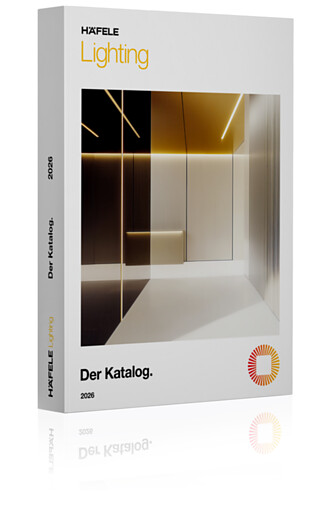 HÄFELE
Lighting
Der Katalog.
2026
HÄFELE Lighting Der Katalog. 2026